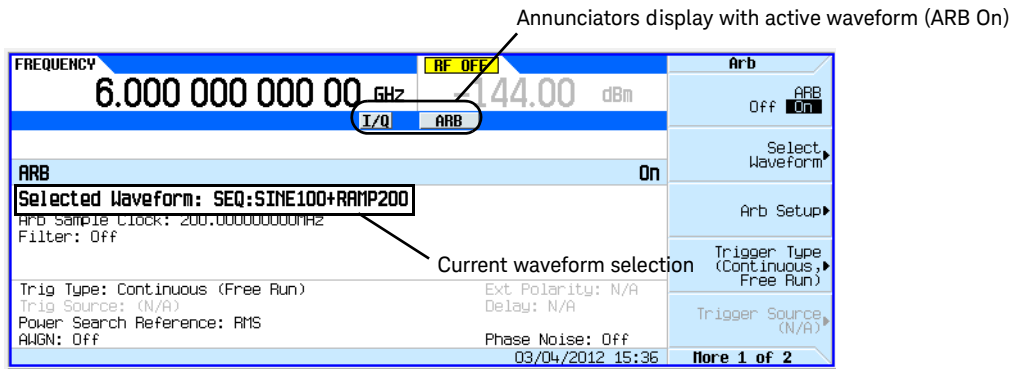 Annunciators display with active waveform (ARB On)
FREQUENCY
RF OFF
6.000 000 000 00 GHz
-144.00 dBm
I/Q
ARB
ARB
On
Selected Waveform: SEQ:SINE100+RAMP200
Arb Sample Clock: 200.000000000MHz
Filter: Off
Current waveform selection
Trig Type: Continuous (Free Run)
Ext Polarity: N/A
Trig Source: (N/A)
Delay: N/A
Power Search Reference: RMS
AWGN: Off
Phase Noise: Off
03/04/2012 15:36
Arb
ARB
Off On
Select
Waveform
Arb Setup
Trigger Type
(Continuous,
Free Run)
Trigger Source
(N/A)
More 1 of 2